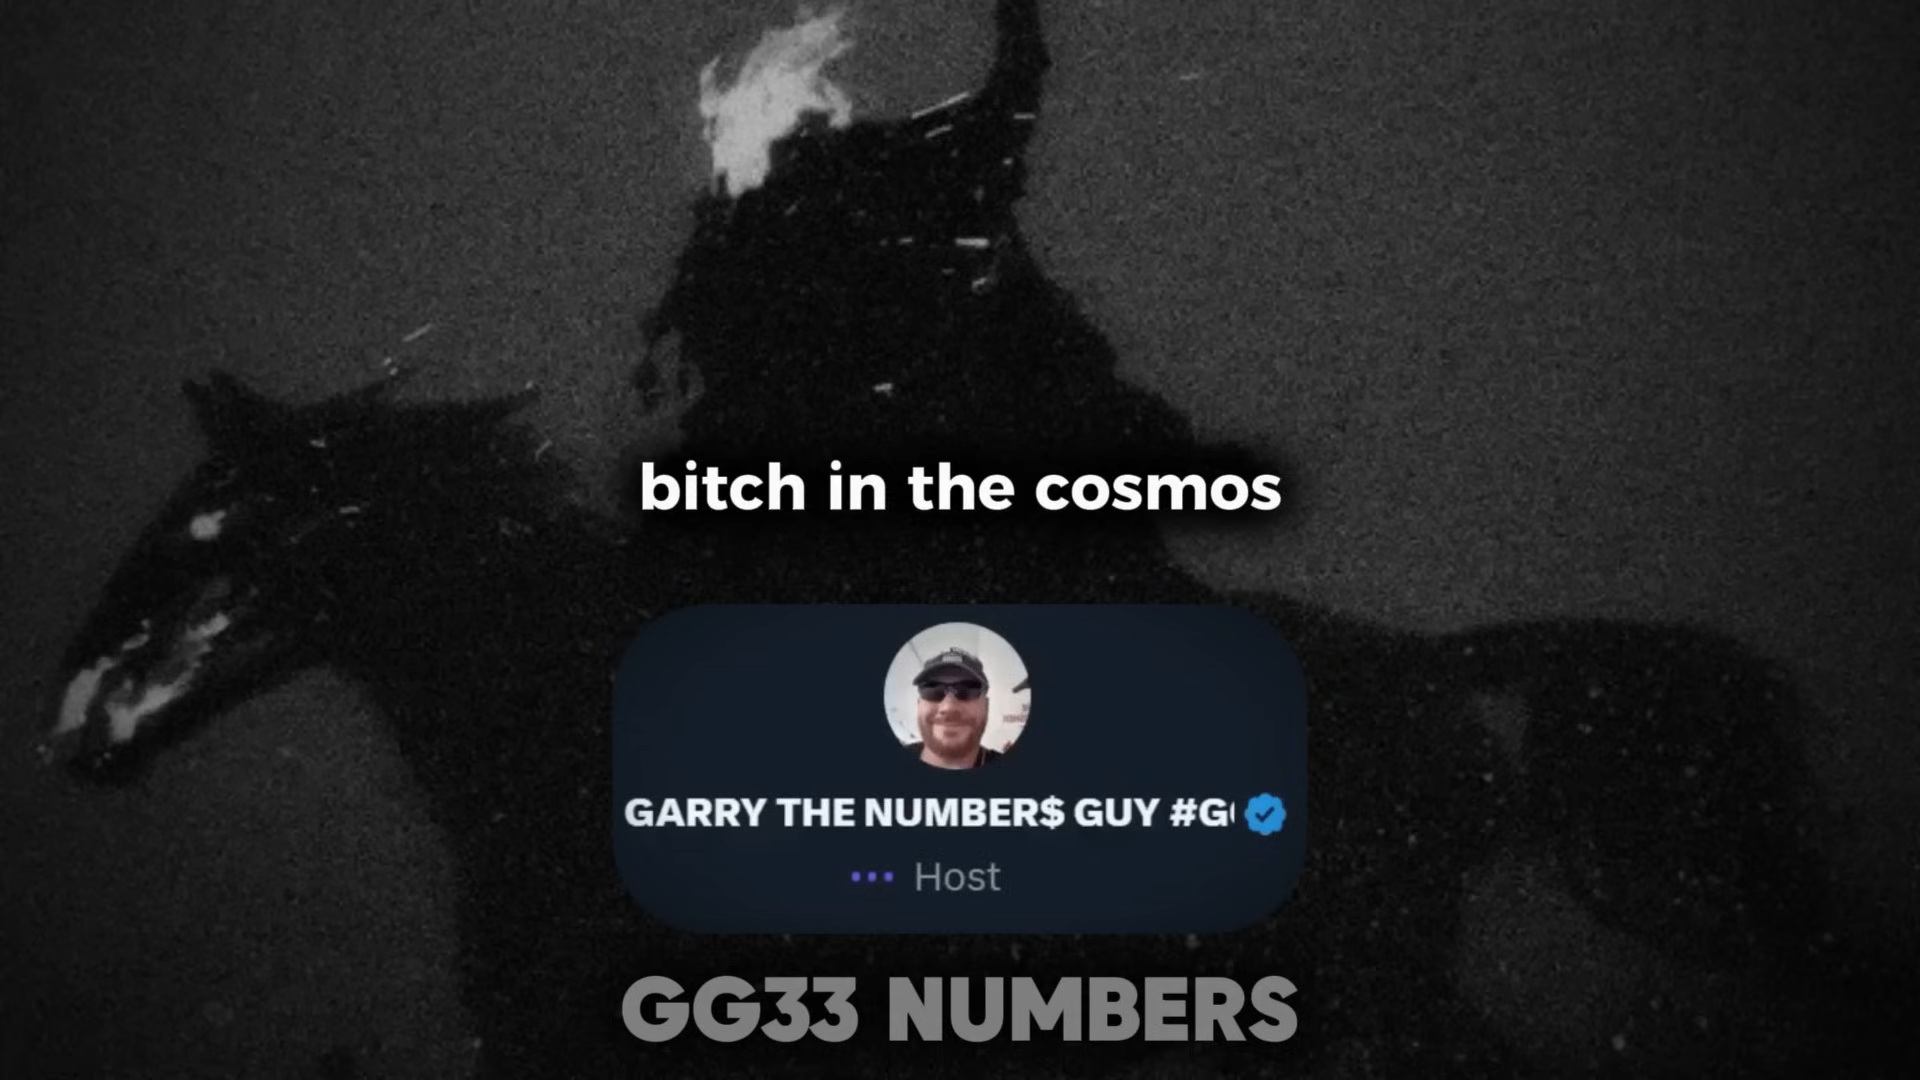 bitch in the cosmos
GARRY THE NUMBER$ GUY #G
••• Host
GG33 NUMBERS